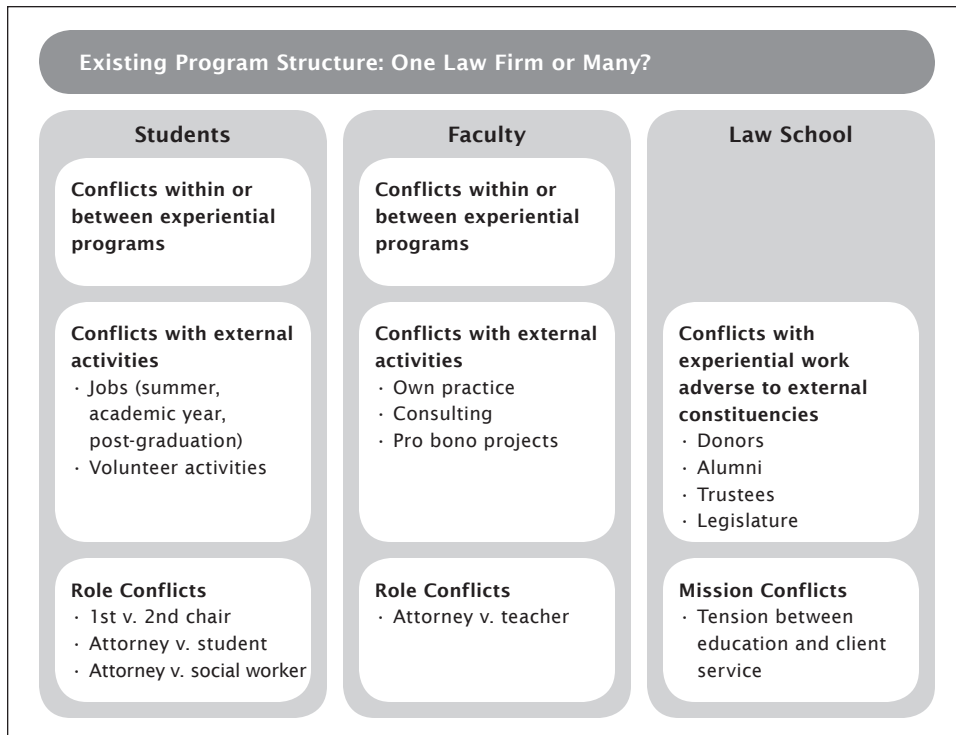 Existing Program Structure: One Law Firm or Many?
Students
Conflicts within or
between experiential
programs
Conflicts with external
activities
· Jobs (summer,
academic year,
post-graduation)
· Volunteer activities
Role Conflicts
· 1st v. 2nd chair
· Attorney v. student
· Attorney v. social worker
Faculty
Conflicts within or
between experiential
programs
Conflicts with external
activities
· Own practice
· Consulting
· Pro bono projects
Role Conflicts
· Attorney v. teacher
Law School
Conflicts with
experiential work
adverse to external
constituencies
· Donors
· Alumni
· Trustees
· Legislature
Mission Conflicts
· Tension between
education and client
service